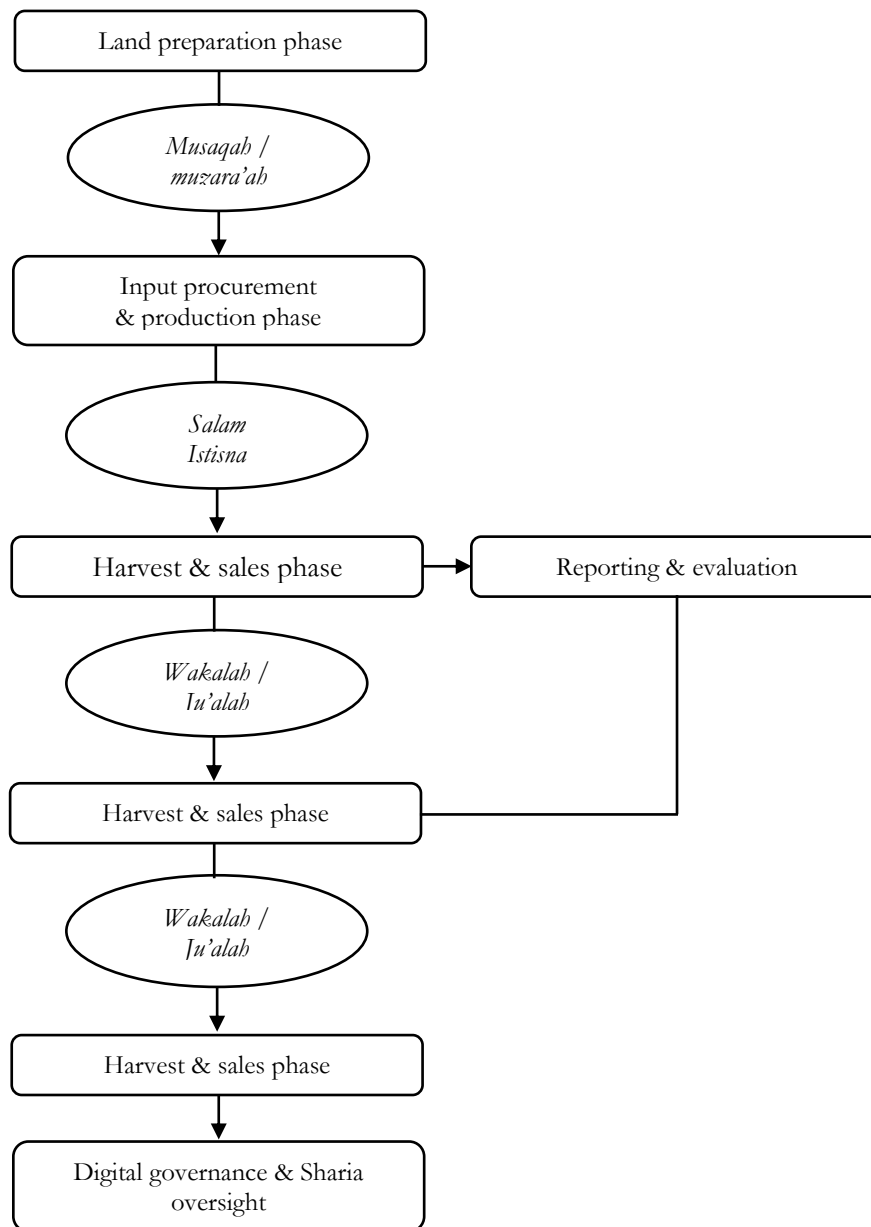 Land preparation phase
Musaqah /
muzara’ah
Input procurement
& production phase
Salam
Istisna
Harvest & sales phase
Reporting & evaluation
Wakalah /
Iu’alah
Harvest & sales phase
Wakalah /
Ju’alah
Harvest & sales phase
Digital governance & Sharia
oversight